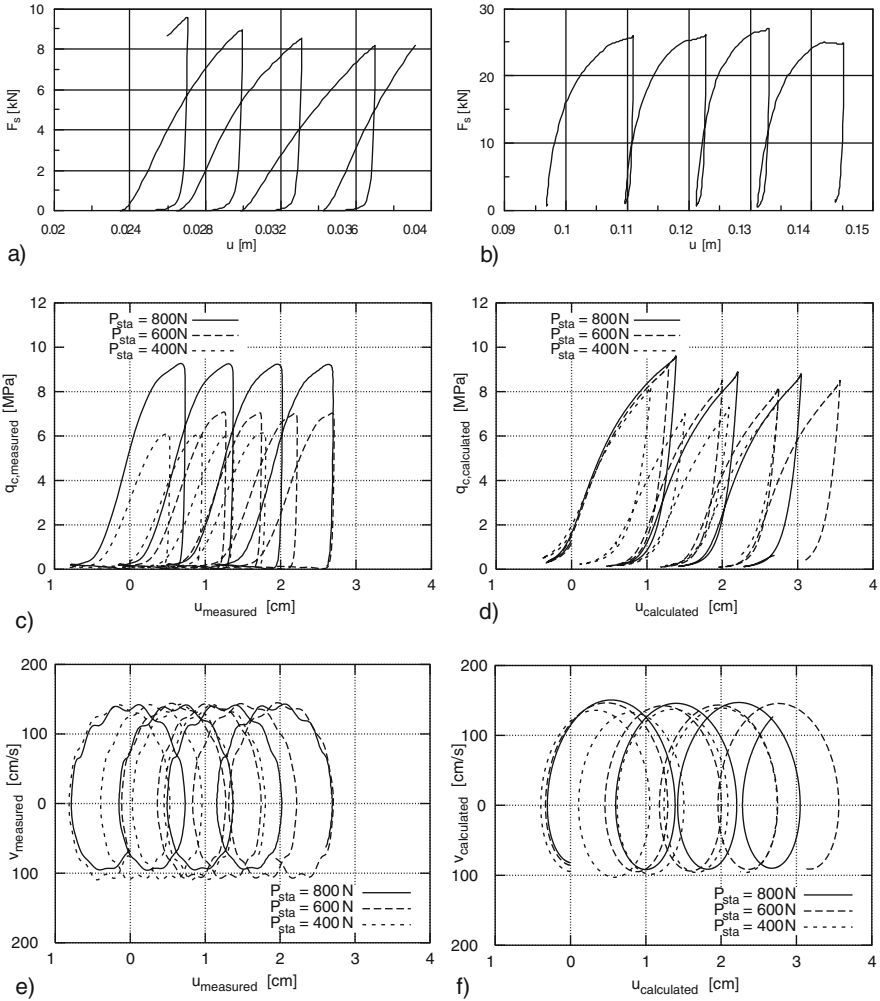 10
8
6
4
2
0
F_s [kN]
0.02 0.024 0.028 0.032 0.036 0.04
u [m]
a)
30
20
10
0
F_s [kN]
0.09 0.1 0.11 0.12 0.13 0.14 0.15
u [m]
b)
12
10
8
6
4
2
0
q_c,measured [MPa]
P_sta = 800N
P_sta = 600N
P_sta = 400N
1 0 1 2 3 4
u_measured [cm]
c)
12
10
8
6
4
2
0
q_c,calculated [MPa]
P_sta = 800N
P_sta = 600N
P_sta = 400N
1 0 1 2 3 4
u_calculated [cm]
d)
200
100
0
100
200
v_measured [cm/s]
P_sta = 800N
P_sta = 600N
P_sta = 400N
1 0 1 2 3 4
u_measured [cm]
e)
200
100
0
100
200
v_calculated [cm/s]
P_sta = 800N
P_sta = 600N
P_sta = 400N
1 0 1 2 3 4
u_calculated [cm]
f)